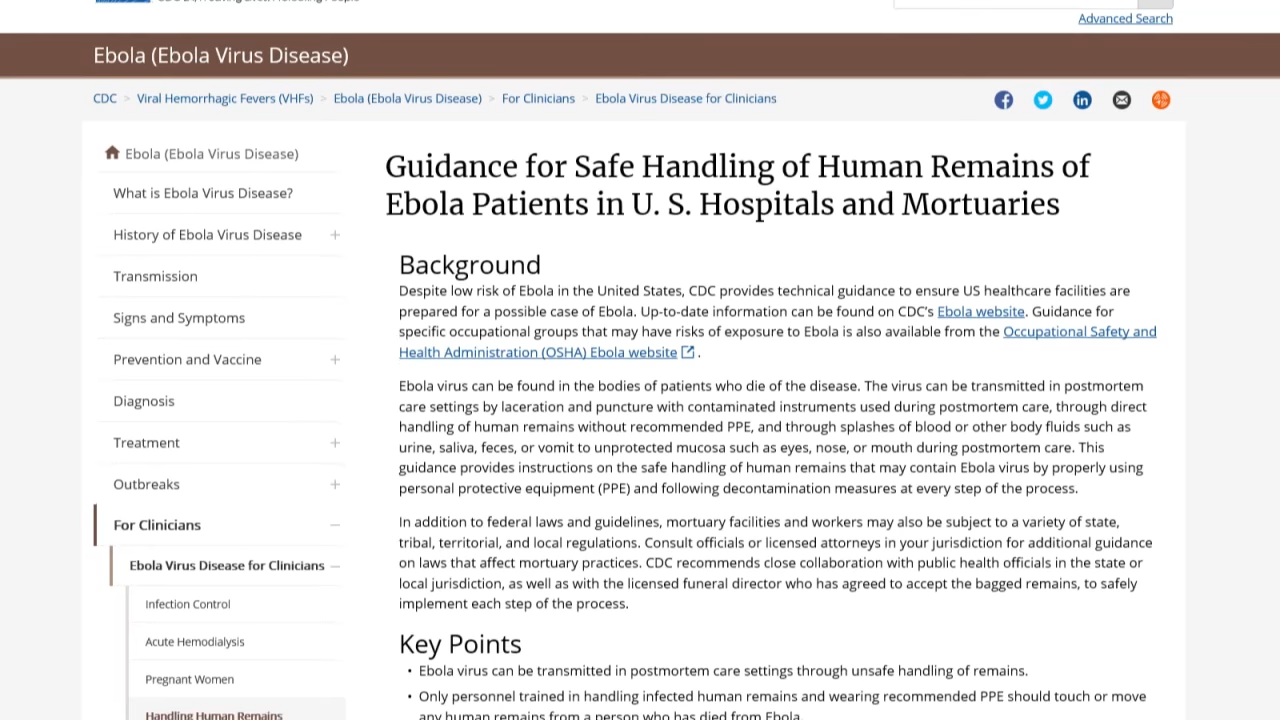 Advanced Search
Ebola (Ebola Virus Disease)
CDC > Viral Hemorrhagic Fevers (VHFs) > Ebola (Ebola Virus Disease) > For Clinicians > Ebola Virus Disease for Clinicians
Ebola (Ebola Virus Disease)
What is Ebola Virus Disease?
History of Ebola Virus Disease
Transmission
Signs and Symptoms
Prevention and Vaccine
Diagnosis
Treatment
Outbreaks
For Clinicians
Ebola Virus Disease for Clinicians
Infection Control
Acute Hemodialysis
Pregnant Women
Handling Human Remains
Guidance for Safe Handling of Human Remains of
Ebola Patients in U. S. Hospitals and Mortuaries
Background
Despite low risk of Ebola in the United States, CDC provides technical guidance to ensure US healthcare facilities are
prepared for a possible case of Ebola. Up-to-date information can be found on CDC's Ebola website. Guidance for
specific occupational groups that may have risks of exposure to Ebola is also available from the Occupational Safety and
Health Administration (OSHA) Ebola website .
Ebola virus can be found in the bodies of patients who die of the disease. The virus can be transmitted in postmortem
care settings by laceration and puncture with contaminated instruments used during postmortem care, through direct
handling of human remains without recommended PPE, and through splashes of blood or other body fluids such as
urine, saliva, feces, or vomit to unprotected mucosa such as eyes, nose, or mouth during postmortem care. This
guidance provides instructions on the safe handling of human remains that may contain Ebola virus by properly using
personal protective equipment (PPE) and following decontamination measures at every step of the process.
In addition to federal laws and guidelines, mortuary facilities and workers may also be subject to a variety of state,
tribal, territorial, and local regulations. Consult officials or licensed attorneys in your jurisdiction for additional guidance
on laws that affect mortuary practices. CDC recommends close collaboration with public health officials in the state or
local jurisdiction, as well as with the licensed funeral director who has agreed to accept the bagged remains, to safely
implement each step of the process.
Key Points
• Ebola virus can be transmitted in postmortem care settings through unsafe handling of remains.
• Only personnel trained in handling infected human remains and wearing recommended PPE should touch or move
any human remains from a person who has died from Ebola.